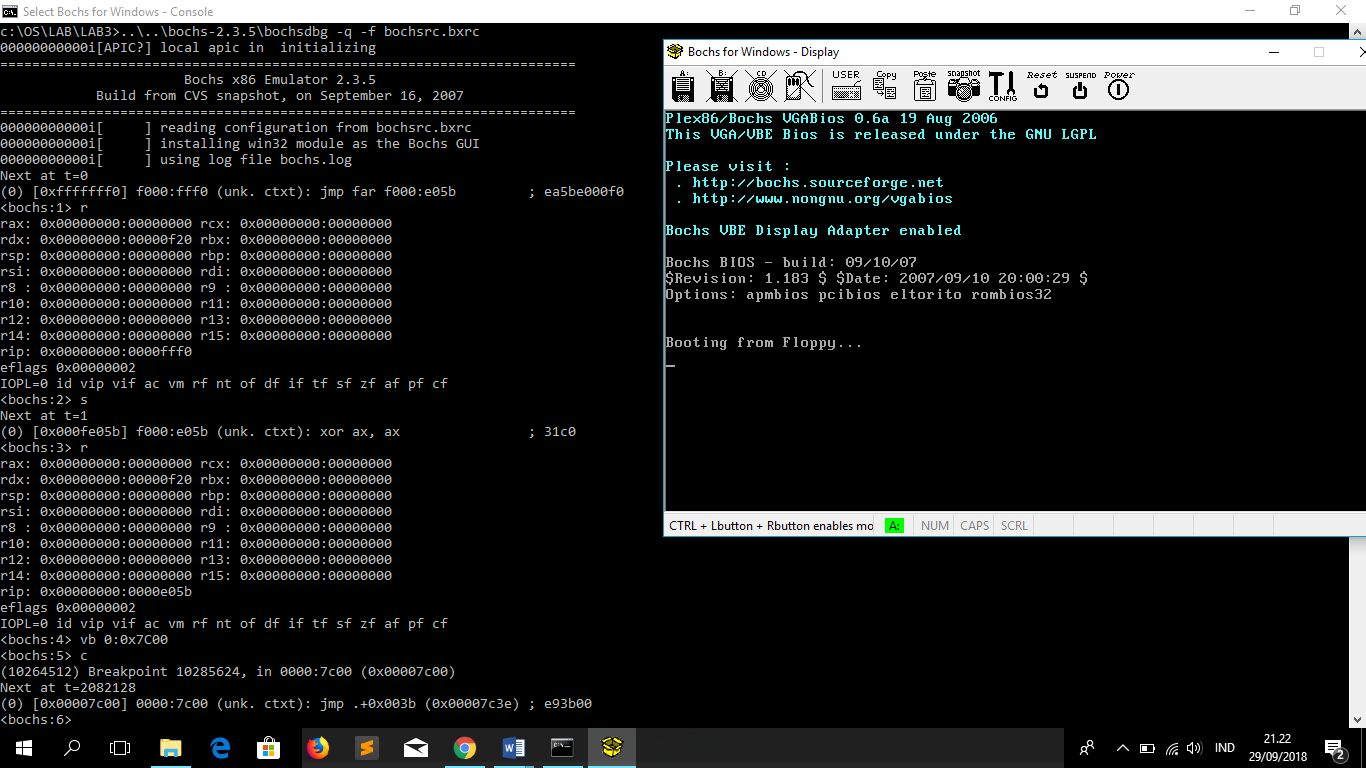 Select Bochs for Windows - Console
c:\OS\LAB\LAB3>..\..\bochs-2.3.5\bochsdbg -q -f bochsrc.bxrc
00000000000i[APIC?] local apic in  initializing
========================================================================
Bochs x86 Emulator 2.3.5
Build from CVS snapshot, on September 16, 2007
========================================================================
00000000000i[     ] reading configuration from bochsrc.bxrc
00000000000i[     ] installing win32 module as the Bochs GUI
00000000000i[     ] using log file bochs.log
Next at t=0
(0) [0xfffffff0] f000:fff0 (unk. ctxt): jmp far f000:e05b         ; ea5be000f0
<bochs:1> r
rax: 0x00000000:00000000 rcx: 0x00000000:00000000
rdx: 0x00000000:00000f20 rbx: 0x00000000:00000000
rsp: 0x00000000:00000000 rbp: 0x00000000:00000000
rsi: 0x00000000:00000000 rdi: 0x00000000:00000000
r8 : 0x00000000:00000000 r9 : 0x00000000:00000000
r10: 0x00000000:00000000 r11: 0x00000000:00000000
r12: 0x00000000:00000000 r13: 0x00000000:00000000
r14: 0x00000000:00000000 r15: 0x00000000:00000000
rip: 0x00000000:0000fff0
eflags 0x00000002
IOPL=0 id vip vif ac vm rf nt of df if tf sf zf af pf cf
<bochs:2> s
Next at t=1
(0) [0x000fe05b] f000:e05b (unk. ctxt): xor ax, ax                ; 31c0
<bochs:3> r
rax: 0x00000000:00000000 rcx: 0x00000000:00000000
rdx: 0x00000000:00000f20 rbx: 0x00000000:00000000
rsp: 0x00000000:00000000 rbp: 0x00000000:00000000
rsi: 0x00000000:00000000 rdi: 0x00000000:00000000
r8 : 0x00000000:00000000 r9 : 0x00000000:00000000
r10: 0x00000000:00000000 r11: 0x00000000:00000000
r12: 0x00000000:00000000 r13: 0x00000000:00000000
r14: 0x00000000:00000000 r15: 0x00000000:00000000
rip: 0x00000000:0000e05b
eflags 0x00000002
IOPL=0 id vip vif ac vm rf nt of df if tf sf zf af pf cf
<bochs:4> vb 0:0x7C00
<bochs:5> c
(10264512) Breakpoint 10285624, in 0000:7c00 (0x00007c00)
Next at t=2082128
(0) [0x00007c00] 0000:7c00 (unk. ctxt): jmp .+0x003b (0x00007c3e) ; e93b00
<bochs:6>
Bochs for Windows - Display
A: B: CD USER Copy Paste Snapshot CONFIG Reset SUSPEND Power
Plex86/Bochs VGABios 0.6a 19 Aug 2006
This VGA/VBE Bios is released under the GNU LGPL
Please visit :
. http://bochs.sourceforge.net
. http://www.nongnu.org/vgabios
Bochs VBE Display Adapter enabled
Bochs BIOS - build: 09/10/07
$Revision: 1.183 $ $Date: 2007/09/10 20:00:29 $
Options: apmbios pcibios eltorito rombios32
Booting from Floppy...
CTRL + Lbutton + Rbutton enables mo A: NUM CAPS SCRL
IND
21.22
29/09/2018
2